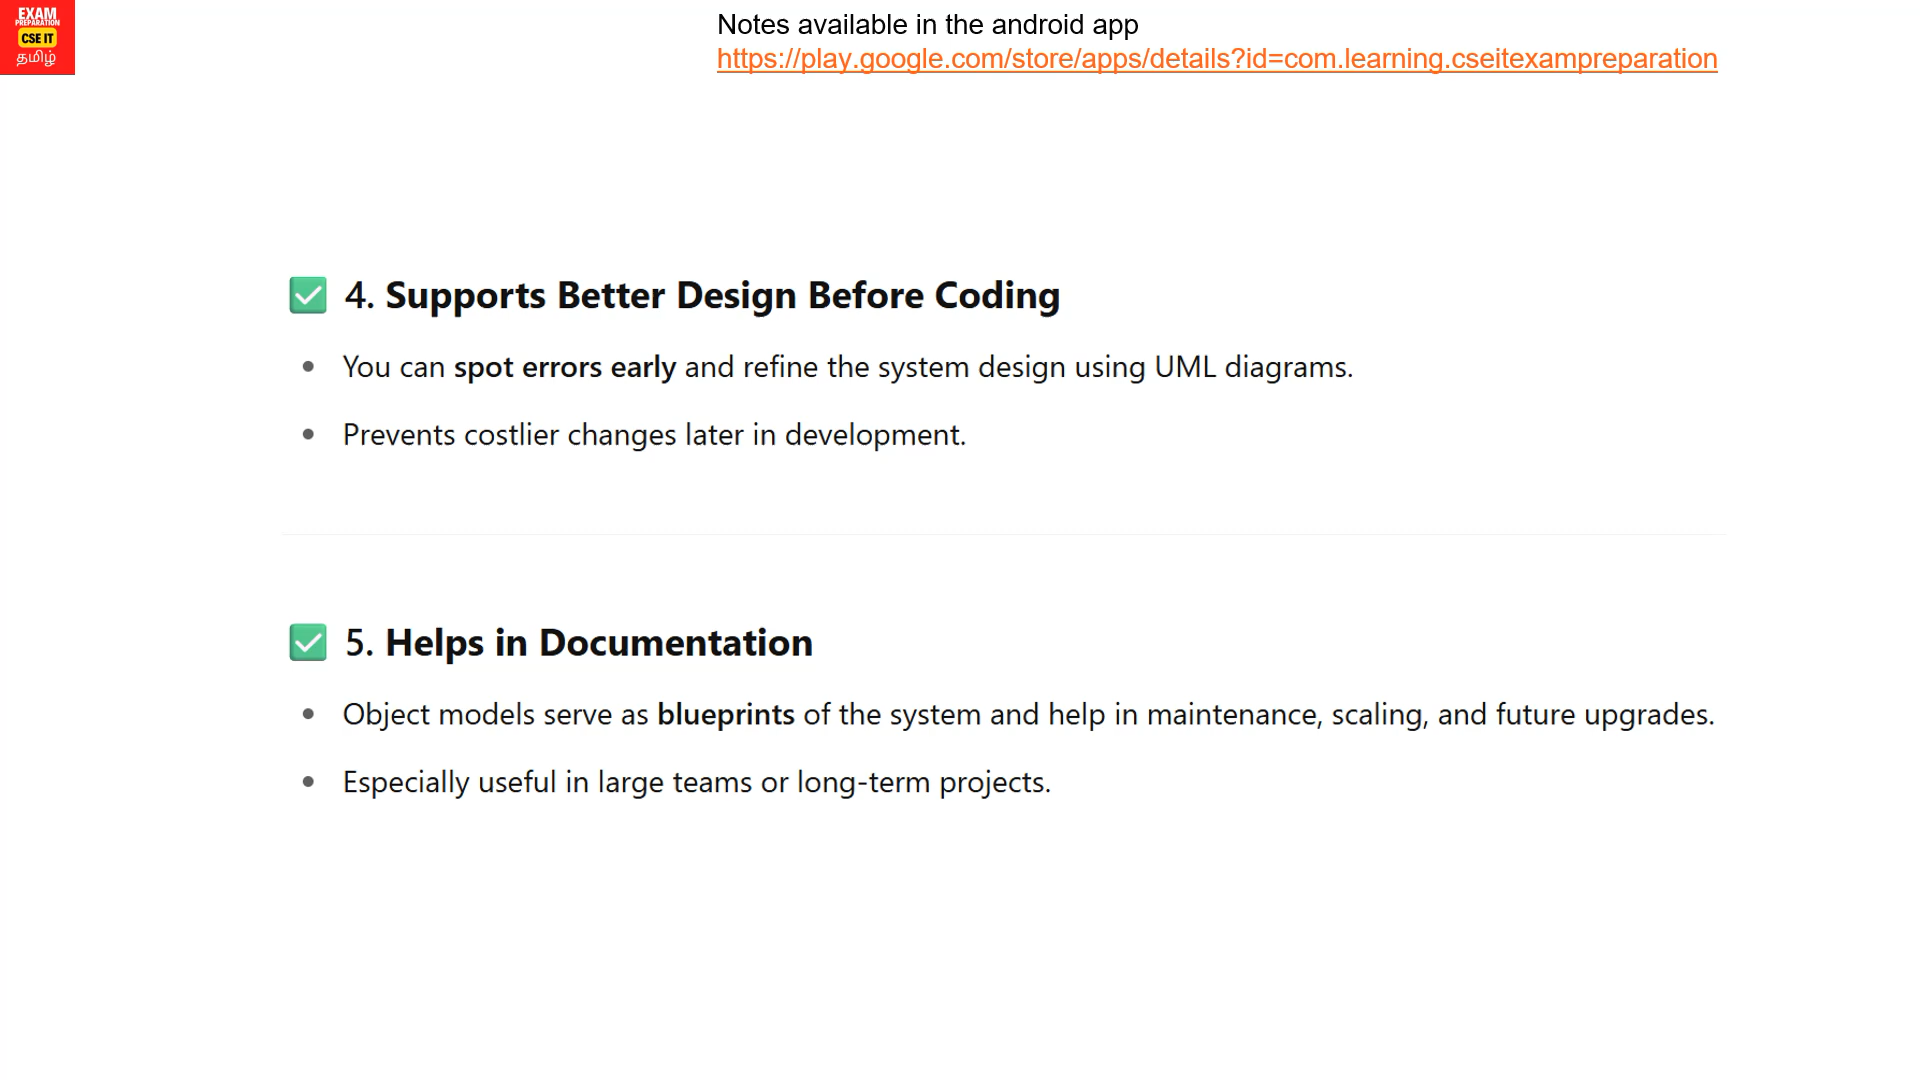 EXAM
PREPARATION
CSE IT
தமிழ்
Notes available in the android app
https://play.google.com/store/apps/details?id=com.learning.cseitexampreparation
✅ 4. Supports Better Design Before Coding
• You can spot errors early and refine the system design using UML diagrams.
• Prevents costlier changes later in development.
✅ 5. Helps in Documentation
• Object models serve as blueprints of the system and help in maintenance, scaling, and future upgrades.
• Especially useful in large teams or long-term projects.